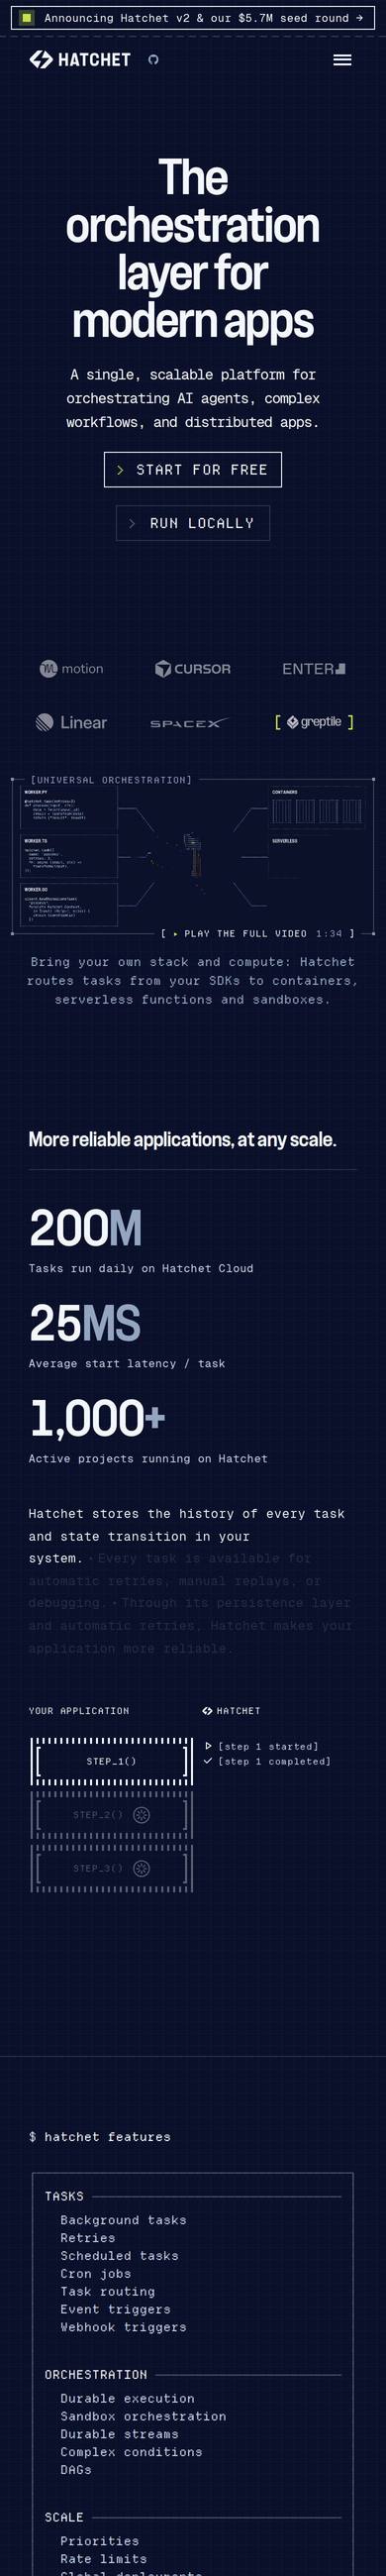 Announcing Hatchet v2 & our $5.7M seed round →
HATCHET
The
orchestration
layer for
modern apps
A single, scalable platform for
orchestrating AI agents, complex
workflows, and distributed apps.
> START FOR FREE
> RUN LOCALLY
motion
CURSOR
ENTER
Linear
SPACEX
[ greptile ]
[UNIVERSAL ORCHESTRATION]
WORKER.PY
CONTAINERS
WORKER.TS
SERVERLESS
WORKER.GO
[ ▸ PLAY THE FULL VIDEO 1:34 ]
Bring your own stack and compute: Hatchet
routes tasks from your SDKs to containers,
serverless functions and sandboxes.
More reliable applications, at any scale.
200M
Tasks run daily on Hatchet Cloud
25MS
Average start latency / task
1,000+
Active projects running on Hatchet
Hatchet stores the history of every task
and state transition in your
system. · Every task is available for
automatic retries, manual replays, or
debugging. · Through its persistence layer
and automatic retries, Hatchet makes your
application more reliable.
YOUR APPLICATION
HATCHET
STEP_1()
[step 1 started]
[step 1 completed]
STEP_2()
STEP_3()
$ hatchet features
TASKS
Background tasks
Retries
Scheduled tasks
Cron jobs
Task routing
Event triggers
Webhook triggers
ORCHESTRATION
Durable execution
Sandbox orchestration
Durable streams
Complex conditions
DAGs
SCALE
Priorities
Rate limits